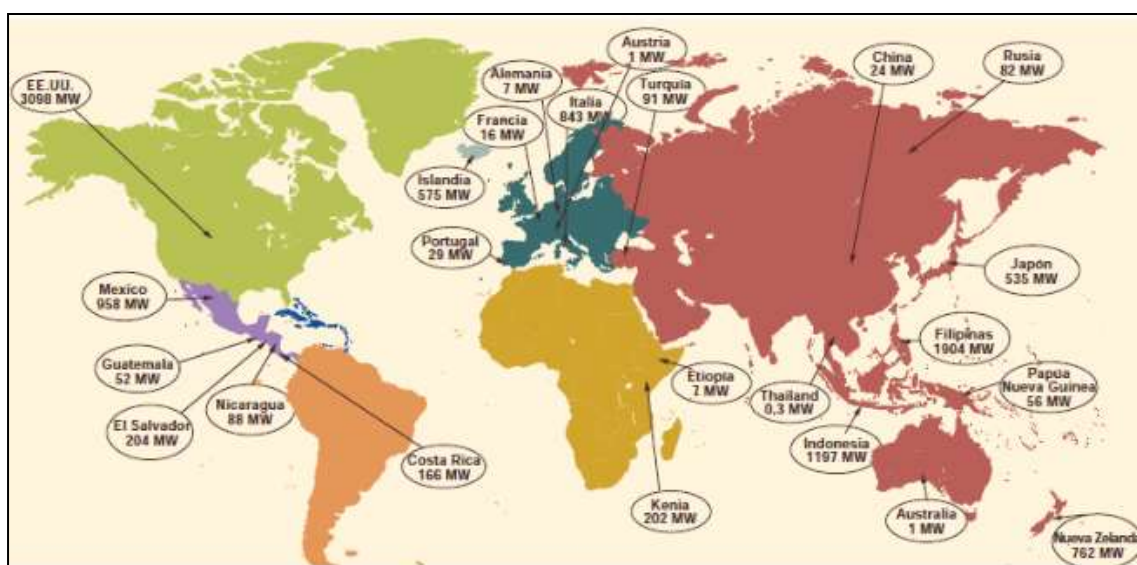 EE.UU.
3098 MW
Austria
1 MW
Alemania
7 MW
Italia
843 MW
Turquía
91 MW
Francia
16 MW
Islandia
575 MW
Portugal
29 MW
China
24 MW
Rusia
82 MW
Japón
535 MW
Filipinas
1904 MW
Papúa
Nueva Guinea
56 MW
Thailand
0.3 MW
Indonesia
1197 MW
Australia
1 MW
Nueva Zelanda
762 MW
Mexico
958 MW
Guatemala
52 MW
El Salvador
204 MW
Nicaragua
88 MW
Costa Rica
166 MW
Etiopía
7 MW
Kenia
202 MW